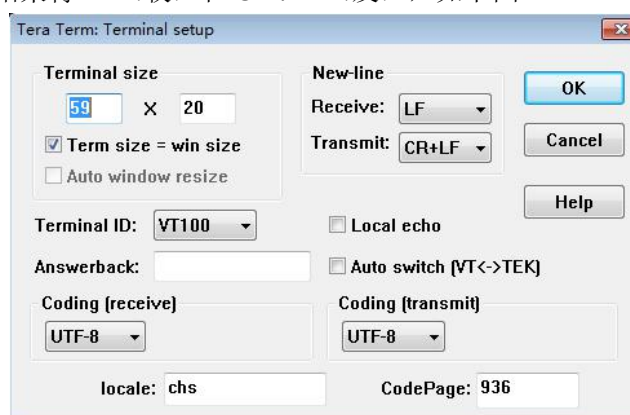 Tera Term: Terminal setup
Terminal size
59 X 20
Term size = win size
Auto window resize
New-line
Receive: LF
Transmit: CR+LF
OK
Cancel
Help
Terminal ID: VT100
Local echo
Answerback:
Auto switch (VT<->TEK)
Coding (receive)
UTF-8
Coding (transmit)
UTF-8
locale: chs
CodePage: 936